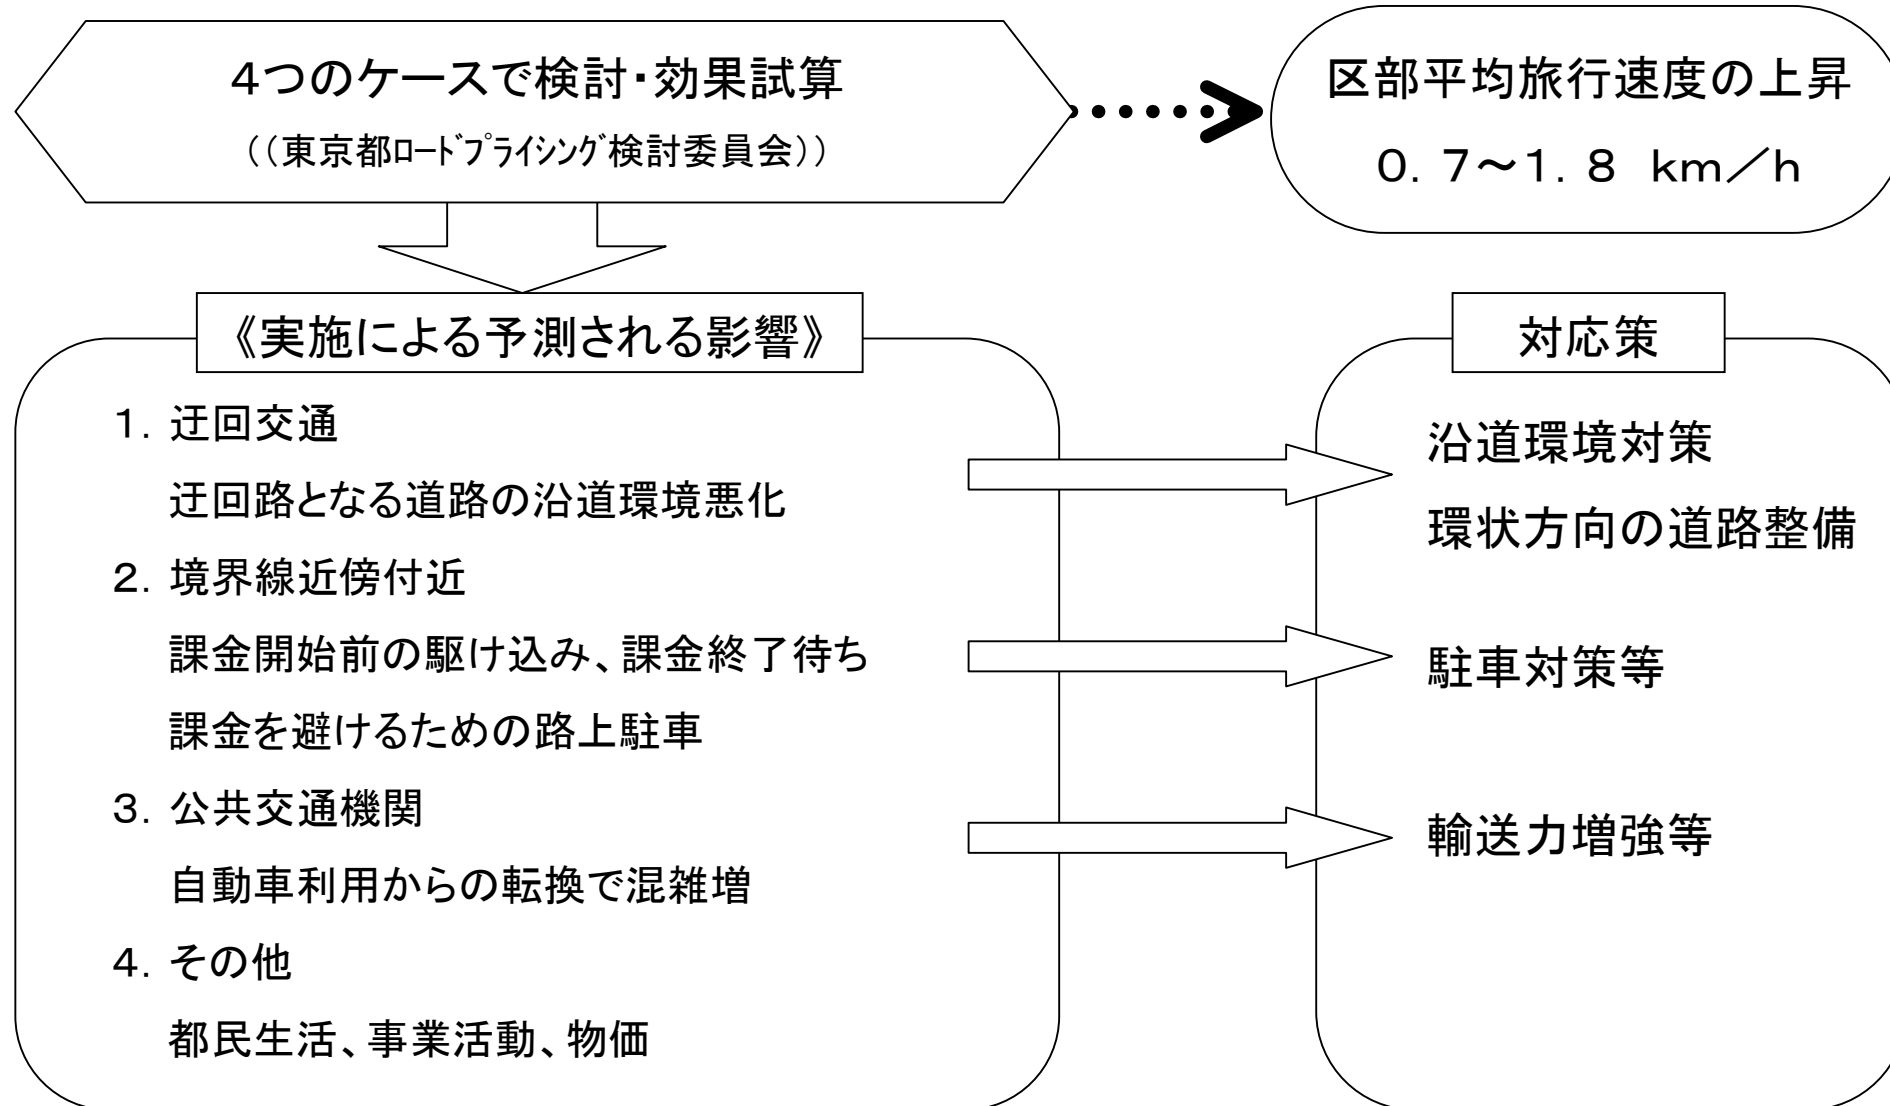 4つのケースで検討・効果試算
((東京都ﾛｰﾄﾞﾌﾟﾗｲｼﾝｸﾞ検討委員会))
区部平均旅行速度の上昇
０．７～１．８　ｋｍ／ｈ
《実施による予測される影響》
１．迂回交通
迂回路となる道路の沿道環境悪化
２．境界線近傍付近
課金開始前の駆け込み、課金終了待ち
課金を避けるための路上駐車
３．公共交通機関
自動車利用からの転換で混雑増
４．その他
都民生活、事業活動、物価
対応策
沿道環境対策
環状方向の道路整備
駐車対策等
輸送力増強等